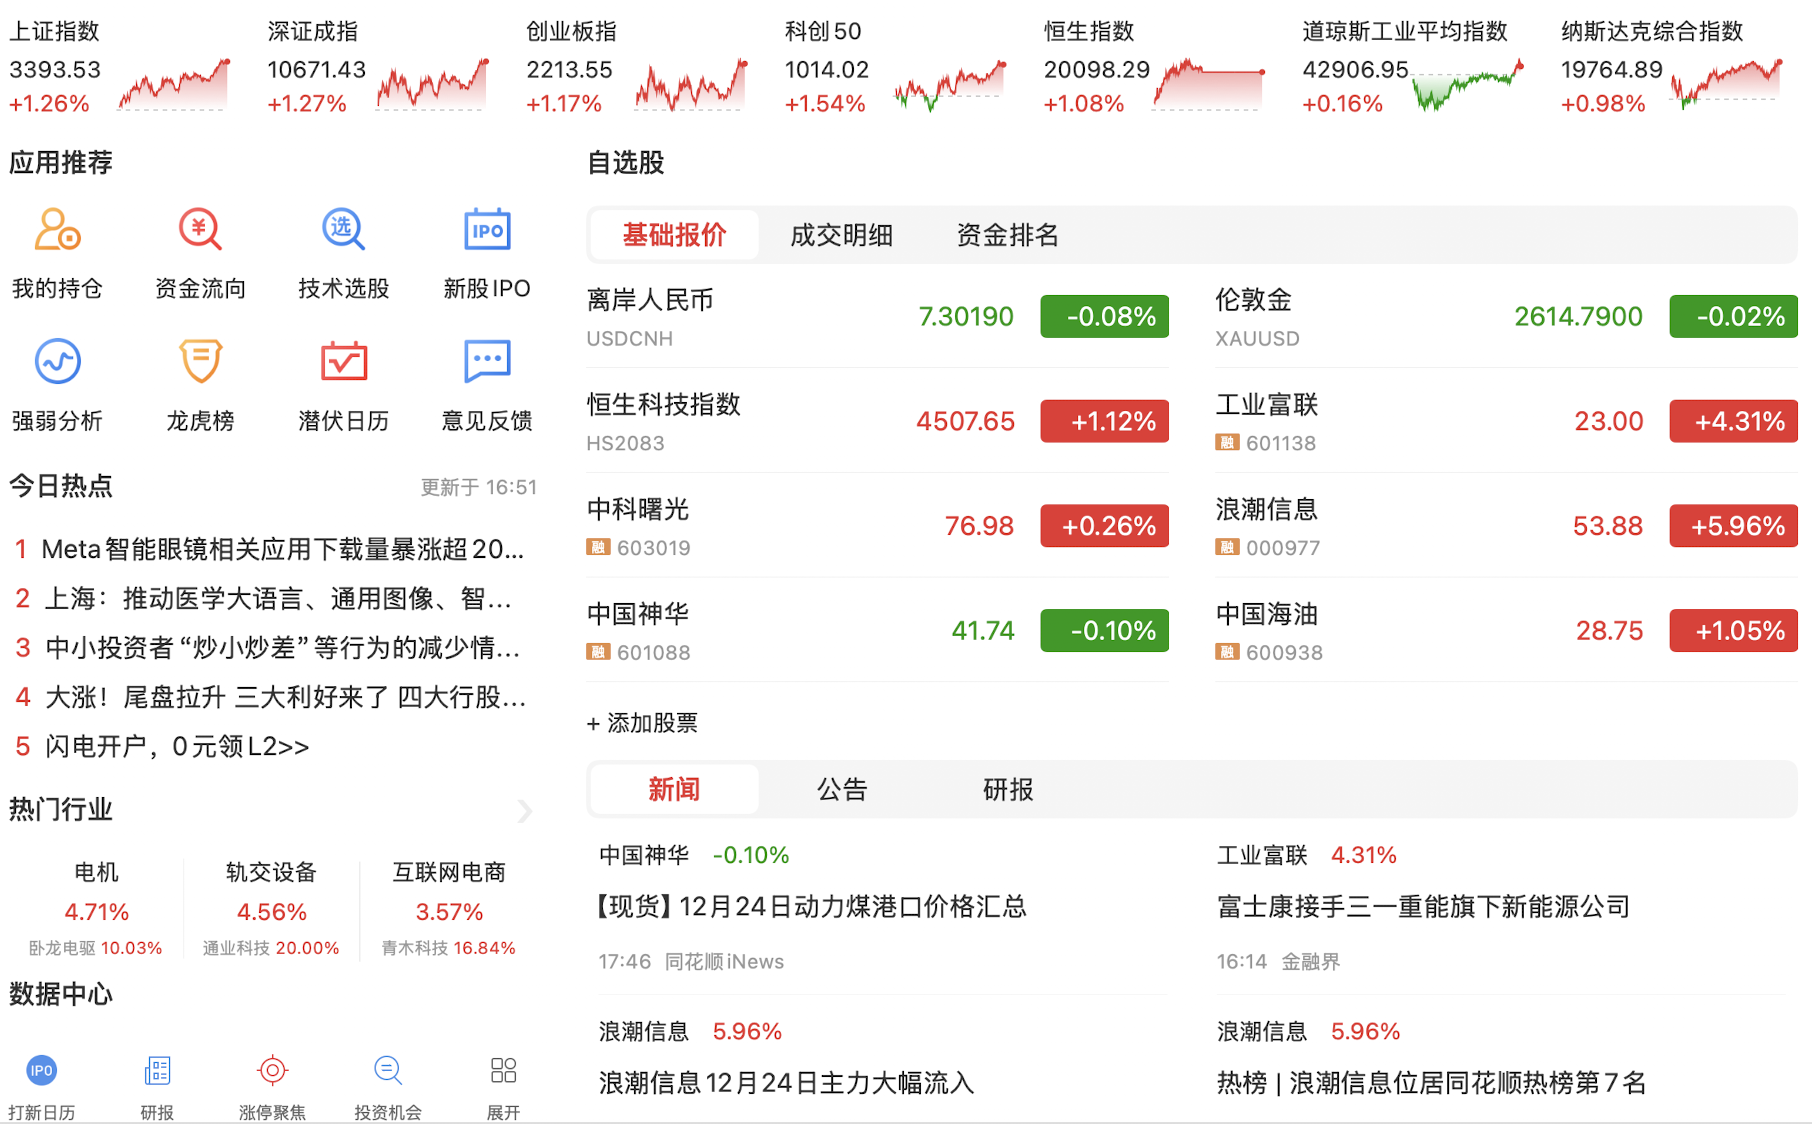 上证指数
3393.53
+1.26%
深证成指
10671.43
+1.27%
创业板指
2213.55
+1.17%
科创50
1014.02
+1.54%
恒生指数
20098.29
+1.08%
道琼斯工业平均指数
42906.95
+0.16%
纳斯达克综合指数
19764.89
+0.98%
应用推荐
我的持仓
¥
资金流向
选
技术选股
IPO
新股IPO
强弱分析
龙虎榜
潜伏日历
意见反馈
今日热点
更新于 16:51
1 Meta智能眼镜相关应用下载量暴涨超20...
2 上海：推动医学大语言、通用图像、智...
3 中小投资者“炒小炒差”等行为的减少情...
4 大涨！尾盘拉升 三大利好来了 四大行股...
5 闪电开户，0元领L2>>
热门行业
电机
4.71%
卧龙电驱 10.03%
轨交设备
4.56%
通业科技 20.00%
互联网电商
3.57%
青木科技 16.84%
数据中心
IPO
打新日历
研报
涨停聚焦
投资机会
展开
自选股
基础报价 成交明细 资金排名
离岸人民币
USDCNH
7.30190
-0.08%
伦敦金
XAUUSD
2614.7900
-0.02%
恒生科技指数
HS2083
4507.65
+1.12%
工业富联
融 601138
23.00
+4.31%
中科曙光
融 603019
76.98
+0.26%
浪潮信息
融 000977
53.88
+5.96%
中国神华
融 601088
41.74
-0.10%
中国海油
融 600938
28.75
+1.05%
+ 添加股票
新闻 公告 研报
中国神华 -0.10%
【现货】12月24日动力煤港口价格汇总
17:46 同花顺iNews
工业富联 4.31%
富士康接手三一重能旗下新能源公司
16:14 金融界
浪潮信息 5.96%
浪潮信息12月24日主力大幅流入
浪潮信息 5.96%
热榜 | 浪潮信息位居同花顺热榜第7名